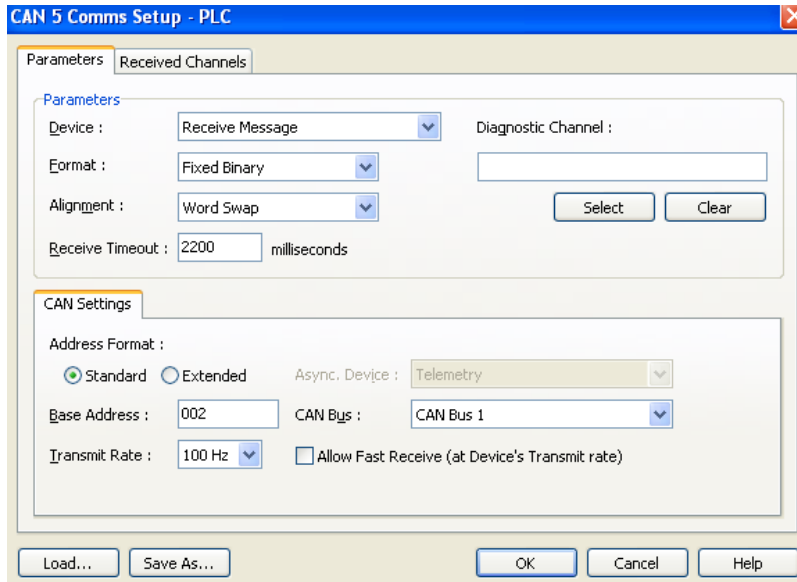 CAN 5 Comms Setup - PLC
Parameters Received Channels
Parameters
Device : Receive Message Diagnostic Channel :
Format : Fixed Binary
Alignment : Word Swap Select Clear
Receive Timeout : 2200 milliseconds
CAN Settings
Address Format :
Standard Extended Async. Device : Telemetry
Base Address : 002 CAN Bus : CAN Bus 1
Transmit Rate : 100 Hz Allow Fast Receive (at Device's Transmit rate)
Load... Save As... OK Cancel Help